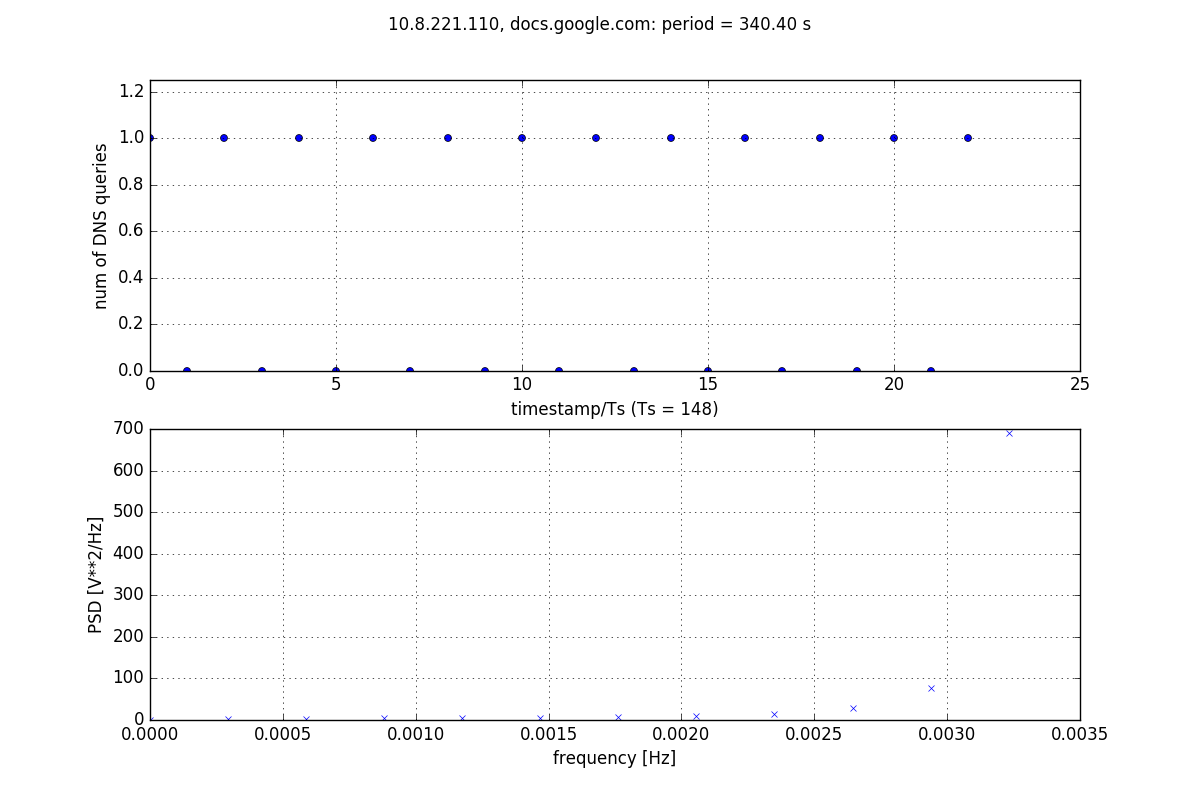 10.8.221.110, docs.google.com: period = 340.40 s
1.2
1.0
0.8
0.6
0.4
0.2
0.0
num of DNS queries
0 5 10 15 20 25
timestamp/Ts (Ts = 148)
700
600
500
400
300
200
100
0
PSD [V**2/Hz]
0.0000 0.0005 0.0010 0.0015 0.0020 0.0025 0.0030 0.0035
frequency [Hz]